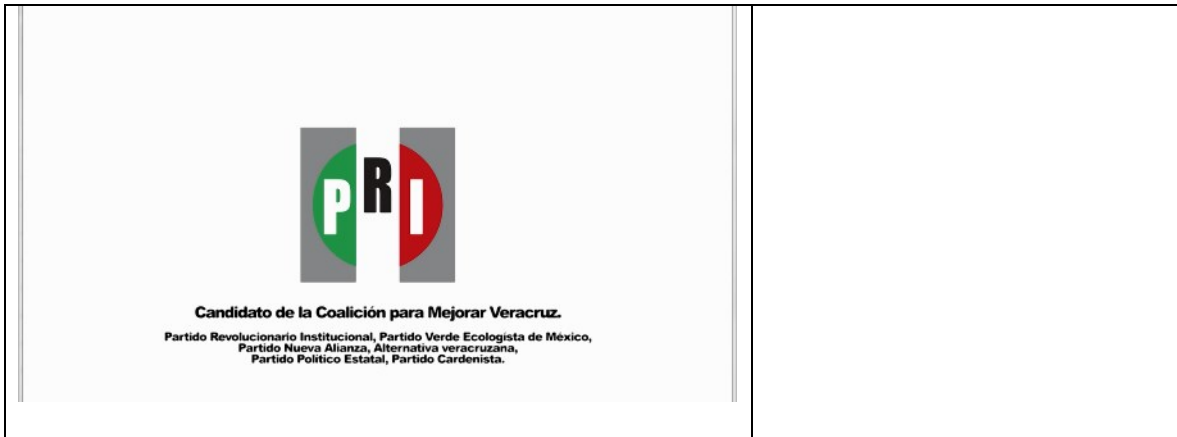 PRI
Candidato de la Coalición para Mejorar Veracruz.
Partido Revolucionario Institucional, Partido Verde Ecologísta de México,
Partido Nueva Alianza, Alternativa veracruzana,
Partido Político Estatal, Partido Cardenista.